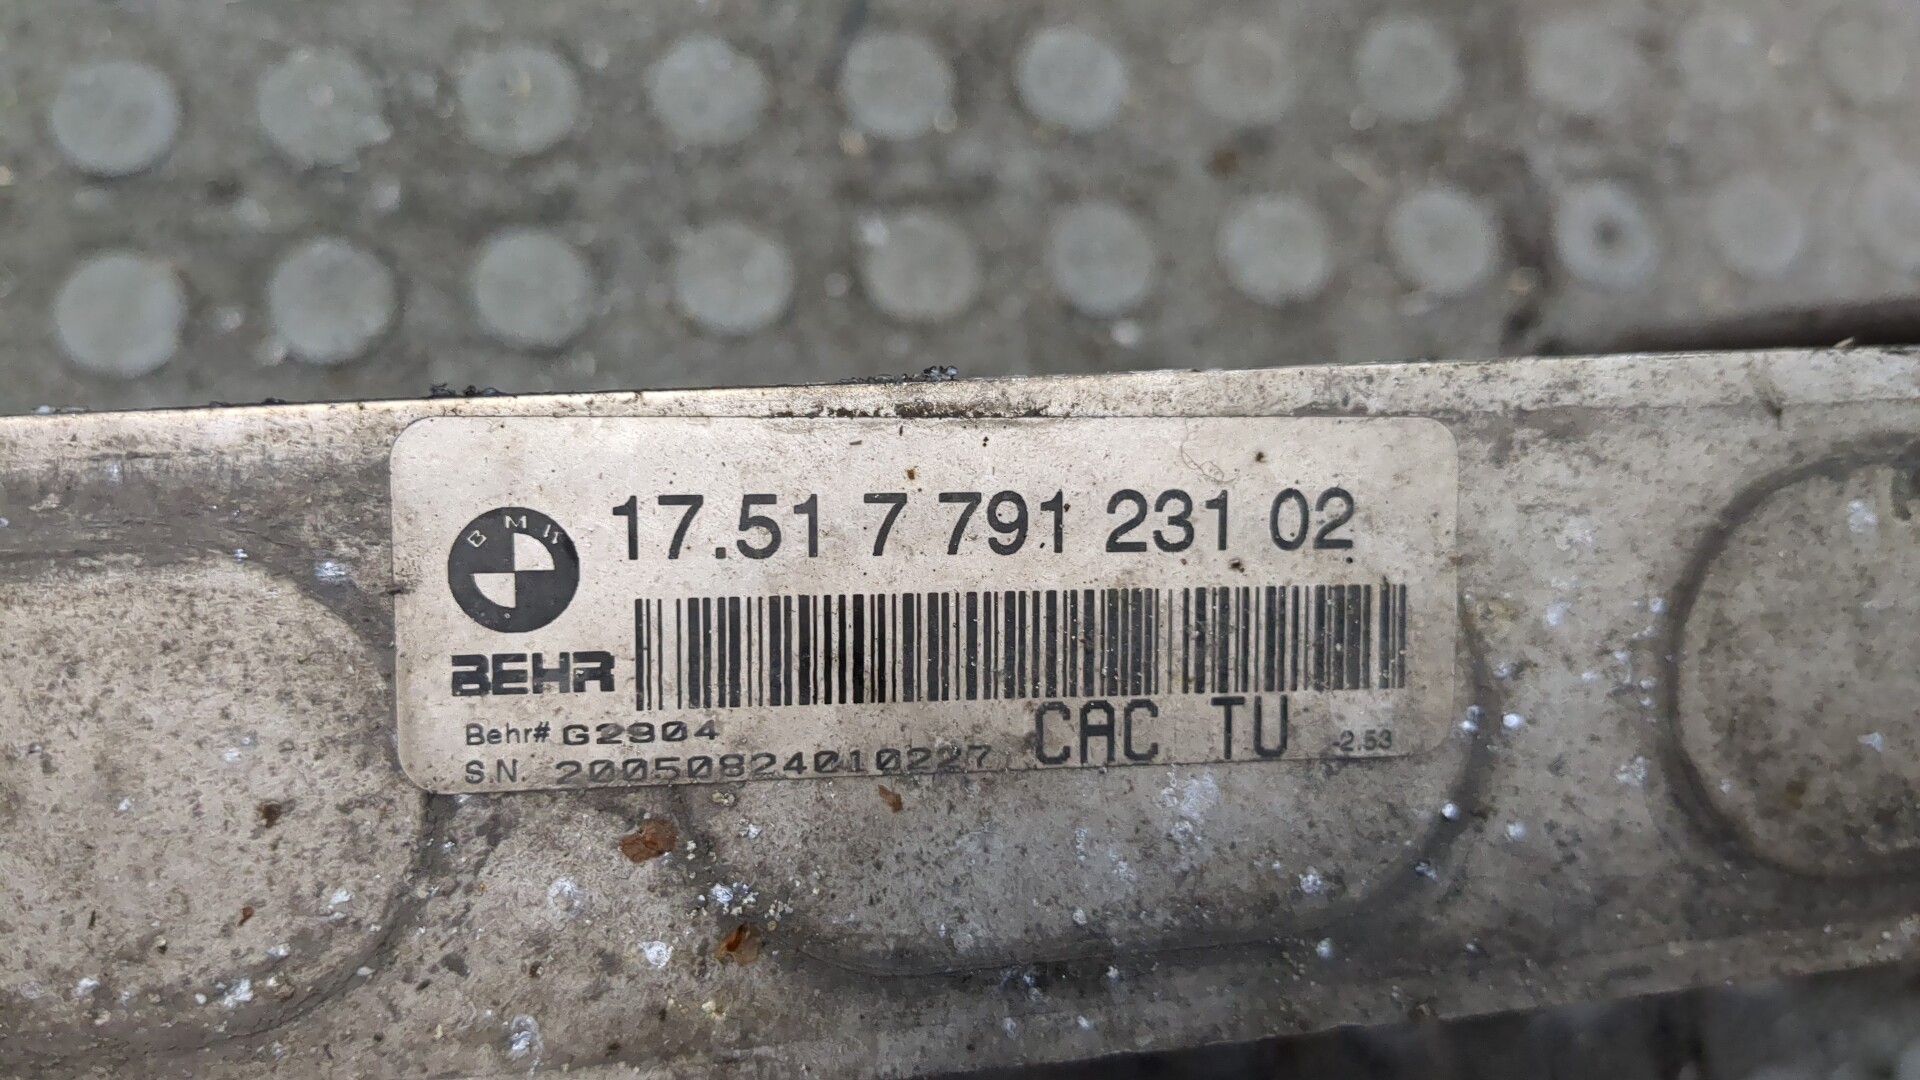 17.51 7 791 231 02
BMW
BEHR
Behr# G2904
CAC TU -2.53
S.N. 20050824010227